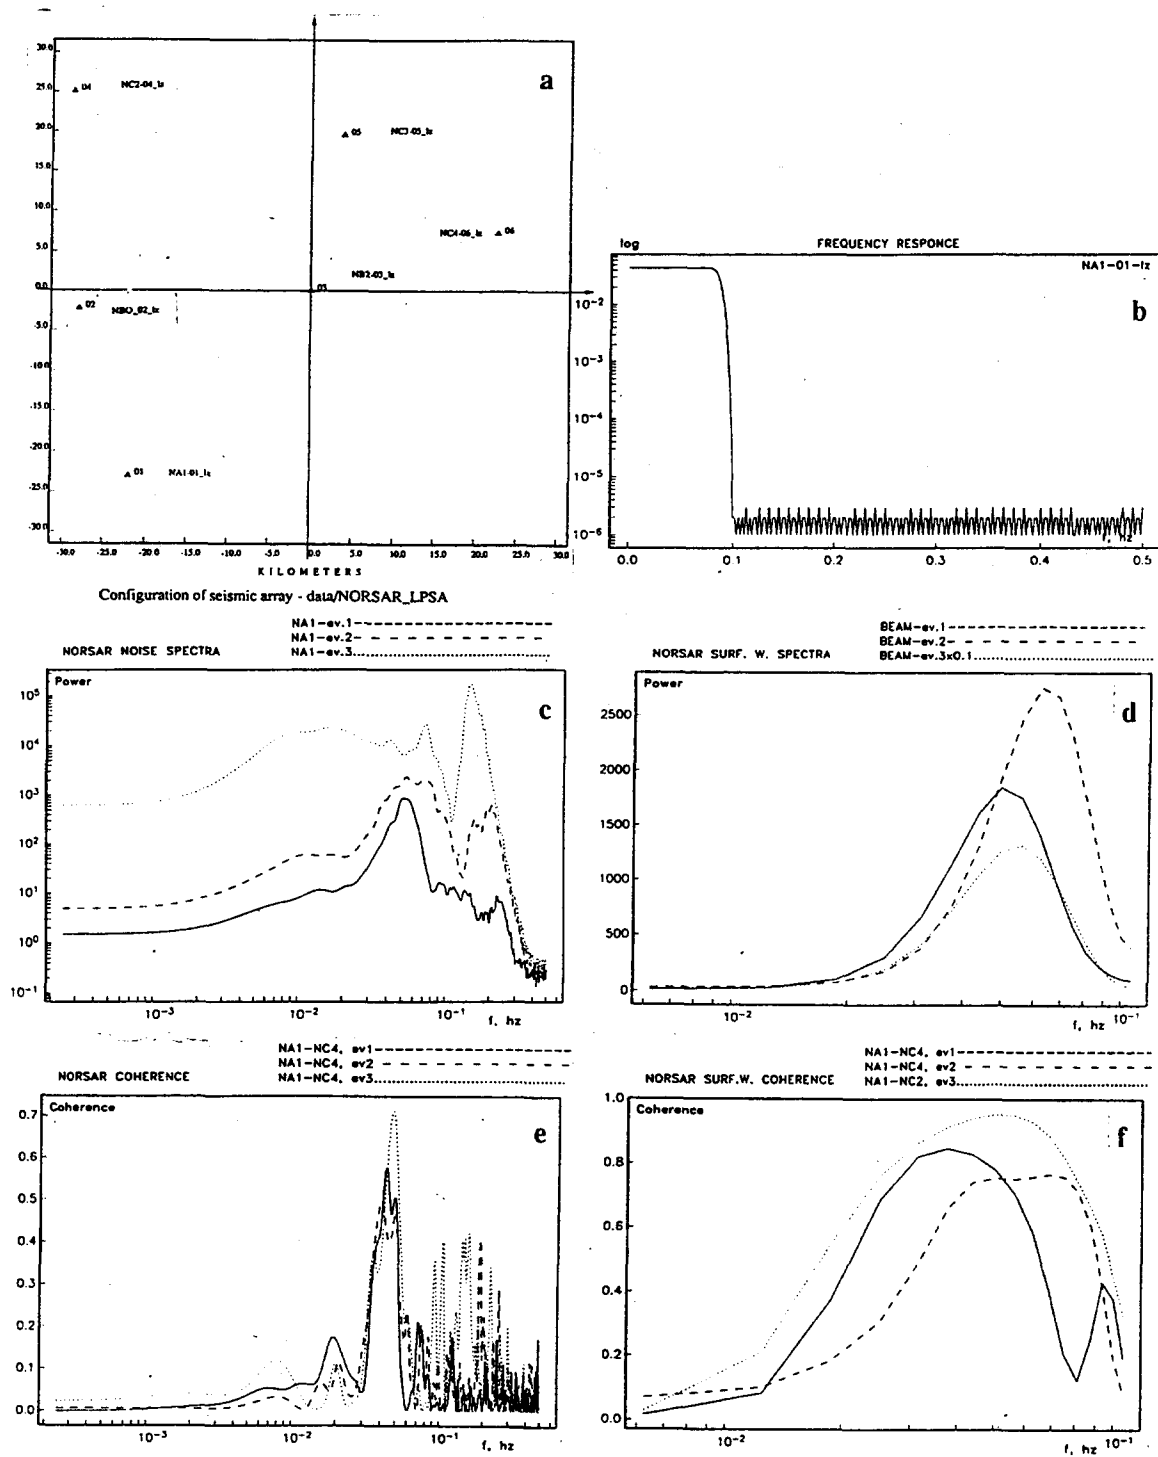 a
30.0
25.0
20.0
15.0
10.0
5.0
0.0
-5.0
-10.0
-15.0
-20.0
-25.0
-30.0
04 NC2-04_lz
05 NC3-05_lz
NC4-06_lz 06
NB2-03_lz
03
02 NBO_02_lz
01 NA1-01_lz
-30.0 -25.0 -20.0 -15.0 -10.0 -5.0 0.0 5.0 10.0 15.0 20.0 25.0 30.0
KILOMETERS
Configuration of seismic array - data/NORSAR_LPSA
log FREQUENCY RESPONCE
NA1-01-lz
b
10-2
10-3
10-4
10-5
10-6
f, hz
0.0 0.1 0.2 0.3 0.4 0.5
NORSAR NOISE SPECTRA
NA1-ev.1
NA1-ev.2
NA1-ev.3
Power
c
10^5
10^4
10^3
10^2
10^1
10^0
10^-1
10-3 10-2 10-1 f, hz
NORSAR SURF. W. SPECTRA
BEAM-ev.1
BEAM-ev.2
BEAM-ev.3x0.1
Power
d
2500
2000
1500
1000
500
0
10-2 f, hz 10-1
NORSAR COHERENCE
NA1-NC4, ev1
NA1-NC4, ev2
NA1-NC4, ev3
Coherence
e
0.7
0.6
0.5
0.4
0.3
0.2
0.1
0.0
10-3 10-2 10-1 f, hz
NORSAR SURF.W. COHERENCE
NA1-NC4, ev1
NA1-NC4, ev2
NA1-NC2, ev3
Coherence
f
1.0
0.8
0.6
0.4
0.2
0.0
10-2 f, hz 10-1